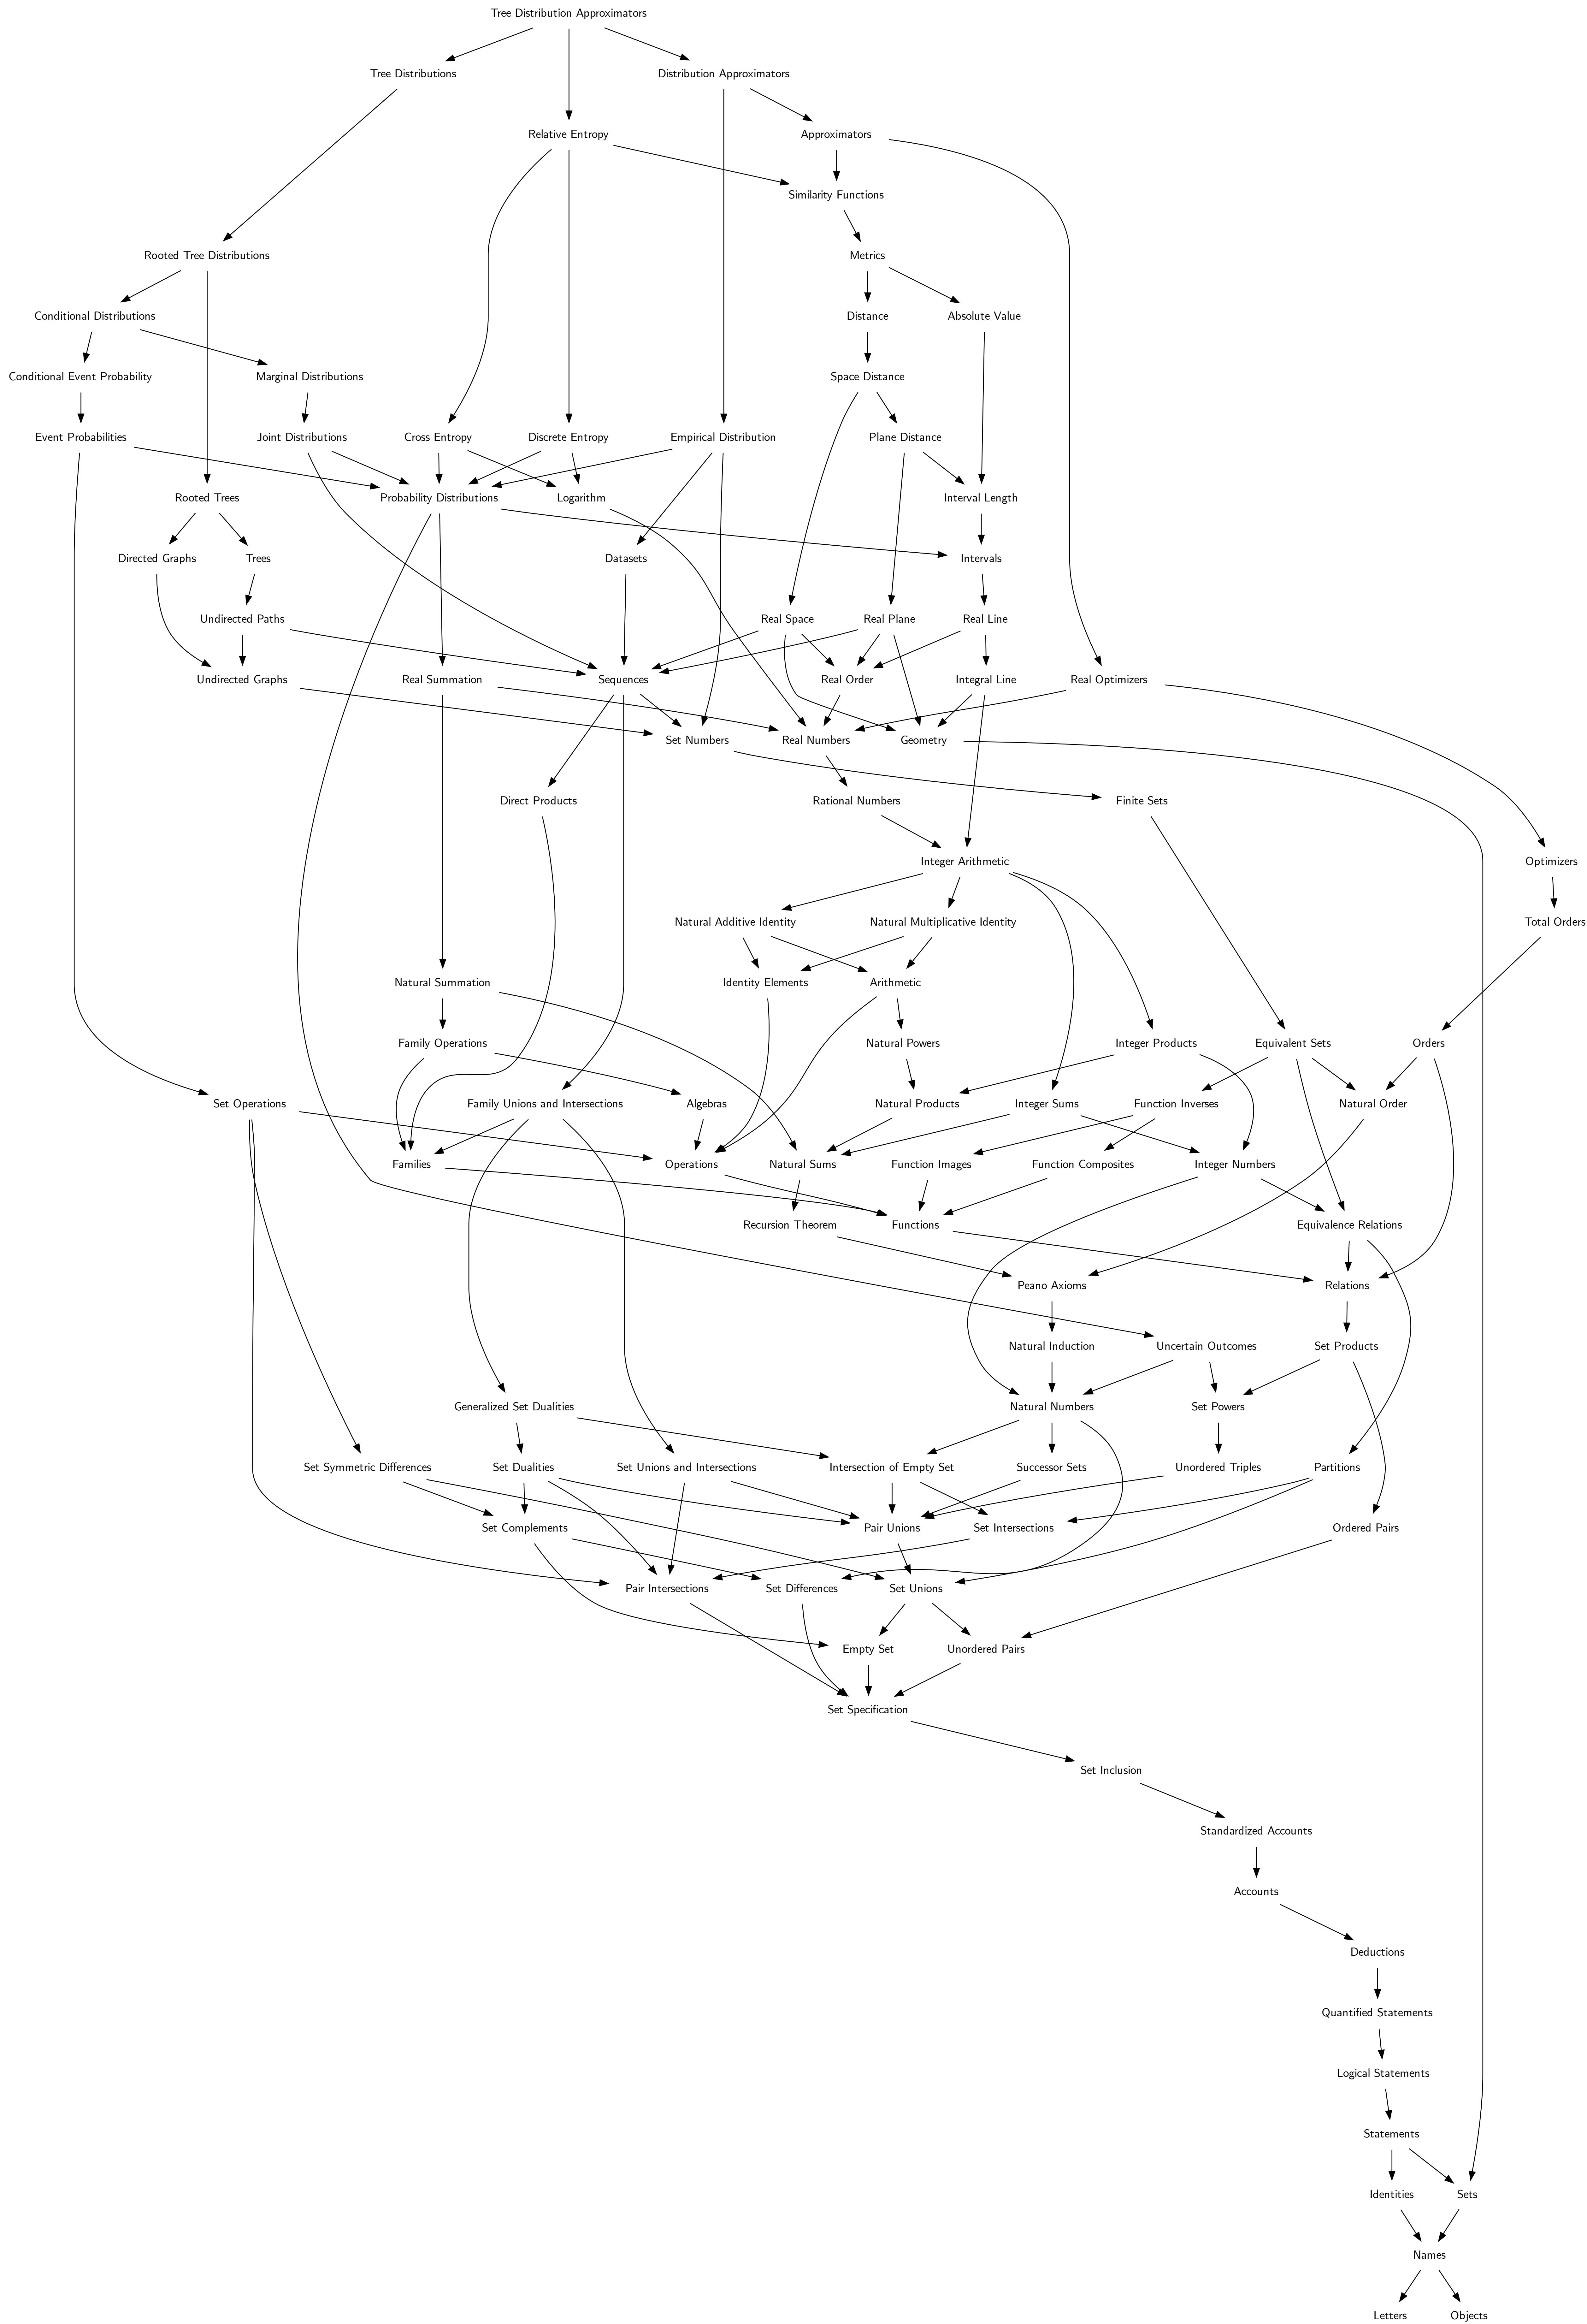 Tree Distribution Approximators
Tree Distributions
Distribution Approximators
Relative Entropy
Approximators
Similarity Functions
Rooted Tree Distributions
Metrics
Conditional Distributions
Distance
Absolute Value
Conditional Event Probability
Marginal Distributions
Space Distance
Event Probabilities
Joint Distributions
Cross Entropy
Discrete Entropy
Empirical Distribution
Plane Distance
Rooted Trees
Probability Distributions
Logarithm
Interval Length
Directed Graphs
Trees
Datasets
Intervals
Undirected Paths
Real Space
Real Plane
Real Line
Undirected Graphs
Real Summation
Sequences
Real Order
Integral Line
Real Optimizers
Set Numbers
Real Numbers
Geometry
Direct Products
Rational Numbers
Finite Sets
Integer Arithmetic
Optimizers
Natural Additive Identity
Natural Multiplicative Identity
Total Orders
Natural Summation
Identity Elements
Arithmetic
Family Operations
Natural Powers
Integer Products
Equivalent Sets
Orders
Set Operations
Family Unions and Intersections
Algebras
Natural Products
Integer Sums
Function Inverses
Natural Order
Families
Operations
Natural Sums
Function Images
Function Composites
Integer Numbers
Recursion Theorem
Functions
Equivalence Relations
Peano Axioms
Relations
Natural Induction
Uncertain Outcomes
Set Products
Generalized Set Dualities
Natural Numbers
Set Powers
Set Symmetric Differences
Set Dualities
Set Unions and Intersections
Intersection of Empty Set
Successor Sets
Unordered Triples
Partitions
Set Complements
Pair Unions
Set Intersections
Ordered Pairs
Pair Intersections
Set Differences
Set Unions
Empty Set
Unordered Pairs
Set Specification
Set Inclusion
Standardized Accounts
Accounts
Deductions
Quantified Statements
Logical Statements
Statements
Identities
Sets
Names
Letters
Objects